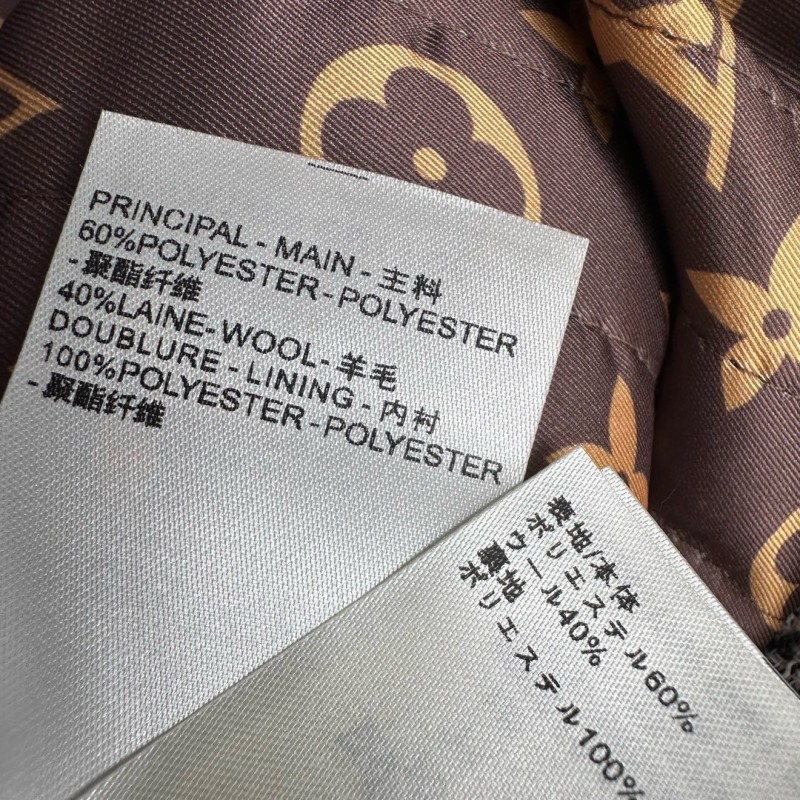 PRINCIPAL - MAIN - 主料
60%POLYESTER - POLYESTER
- 聚酯纤维
40%LAINE- WOOL- 羊毛
DOUBLURE - LINING - 内衬
100%POLYESTER - POLYESTER
- 聚酯纤维
表地/本体
ポリエステル60%
ウール40%
裏地
ポリエステル100%